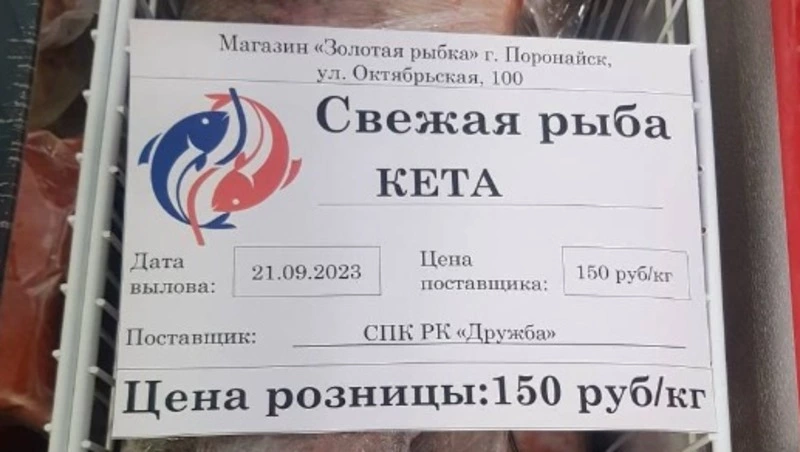 Магазин «Золотая рыбка» г. Поронайск,
ул. Октябрьская, 100
Свежая рыба
КЕТА
Дата
вылова:
21.09.2023
Цена
поставщика:
150 руб/кг
Поставщик:
СПК РК «Дружба»
Цена розницы:150 руб/кг